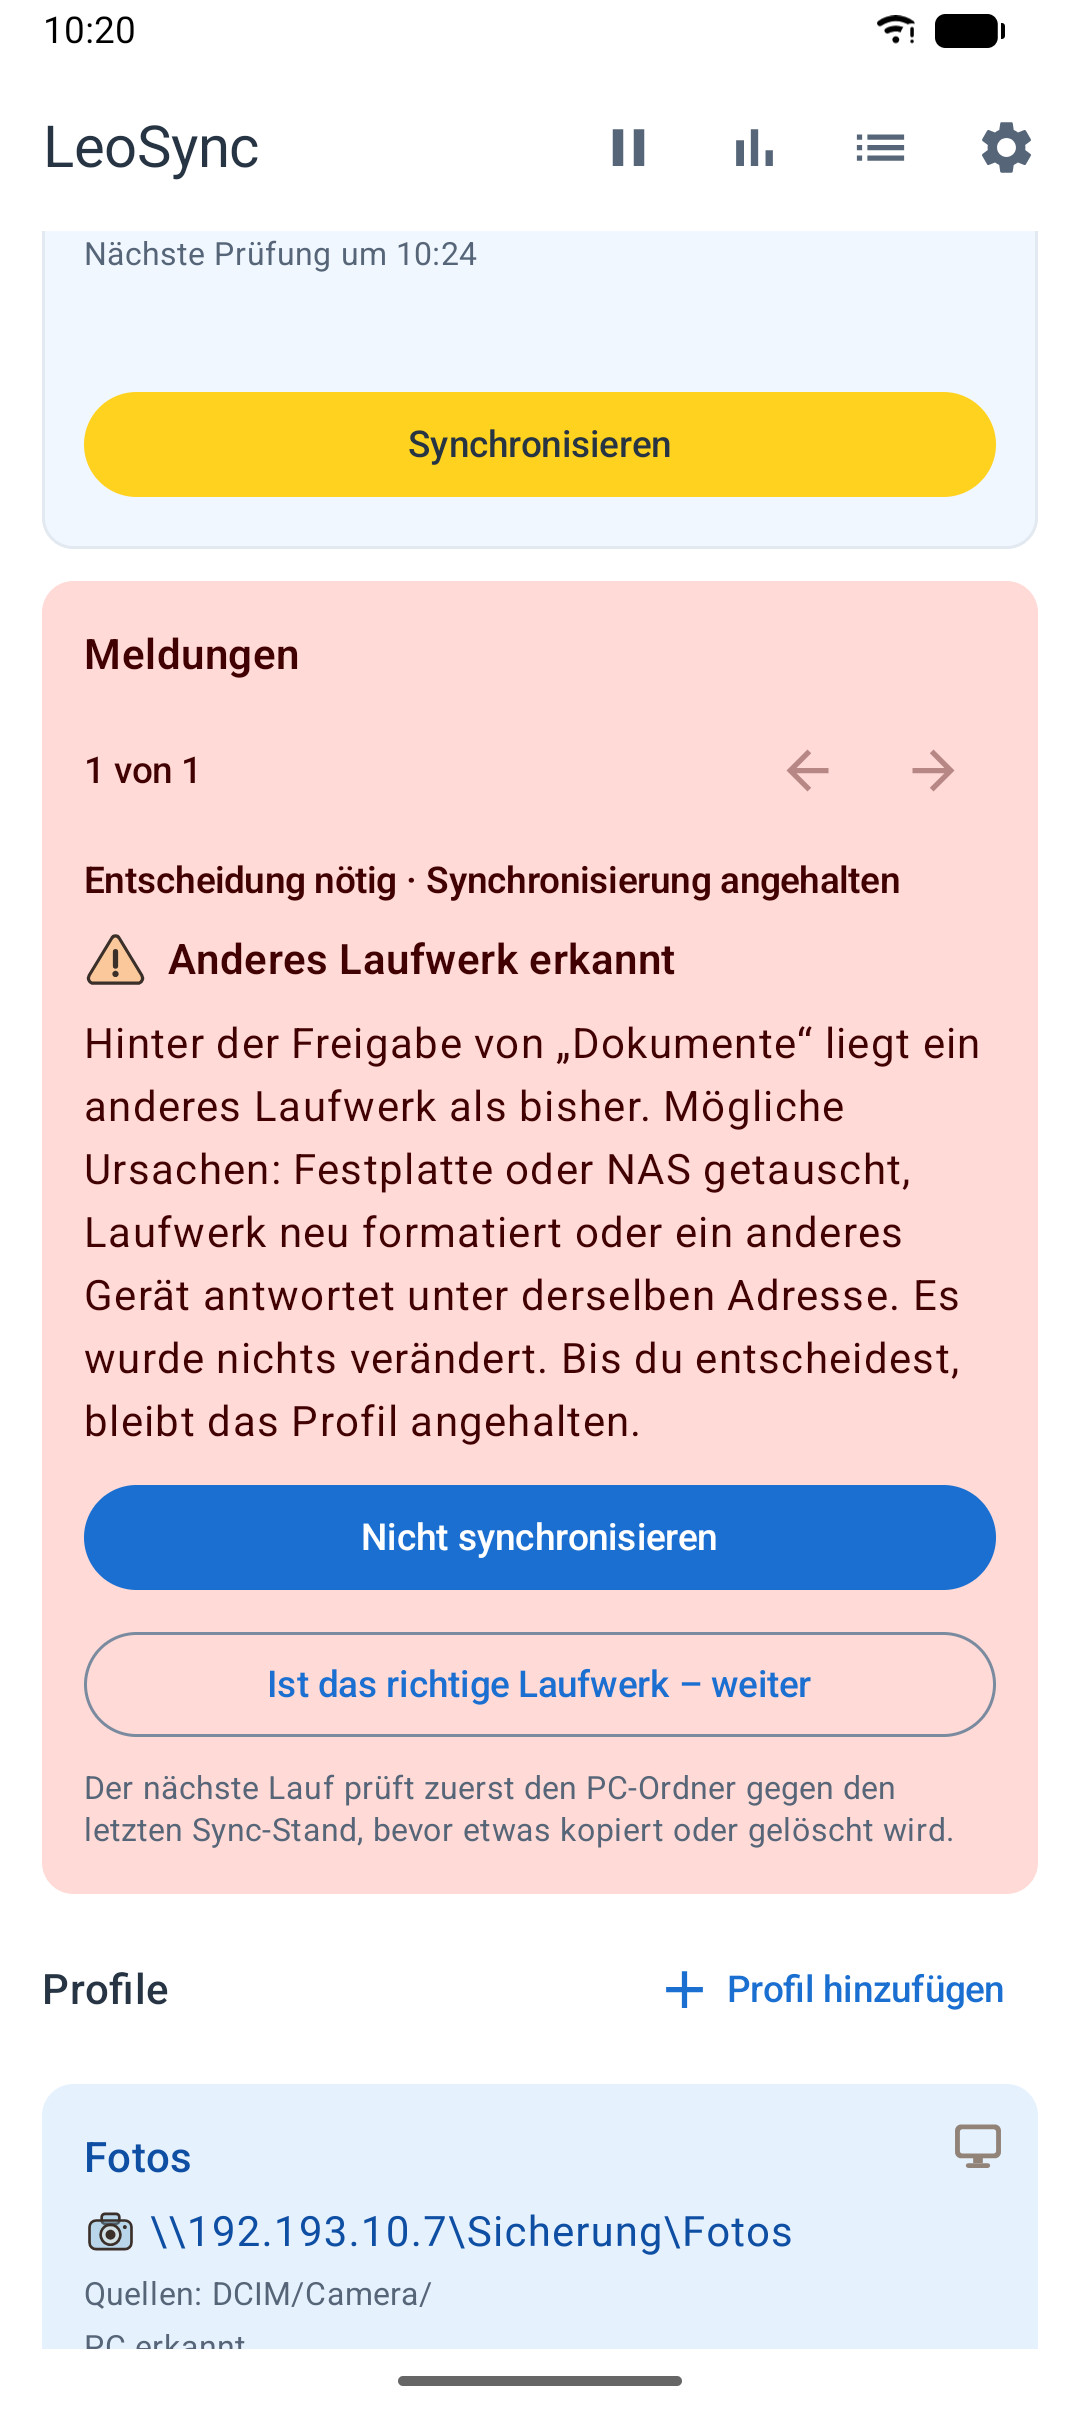 10:20
LeoSync
Nächste Prüfung um 10:24
Synchronisieren
Meldungen
1 von 1
Entscheidung nötig · Synchronisierung angehalten
Anderes Laufwerk erkannt
Hinter der Freigabe von „Dokumente“ liegt ein
anderes Laufwerk als bisher. Mögliche
Ursachen: Festplatte oder NAS getauscht,
Laufwerk neu formatiert oder ein anderes
Gerät antwortet unter derselben Adresse. Es
wurde nichts verändert. Bis du entscheidest,
bleibt das Profil angehalten.
Nicht synchronisieren
Ist das richtige Laufwerk – weiter
Der nächste Lauf prüft zuerst den PC-Ordner gegen den
letzten Sync-Stand, bevor etwas kopiert oder gelöscht wird.
Profile
Profil hinzufügen
Fotos
\\192.193.10.7\Sicherung\Fotos
Quellen: DCIM/Camera/
PC erkannt